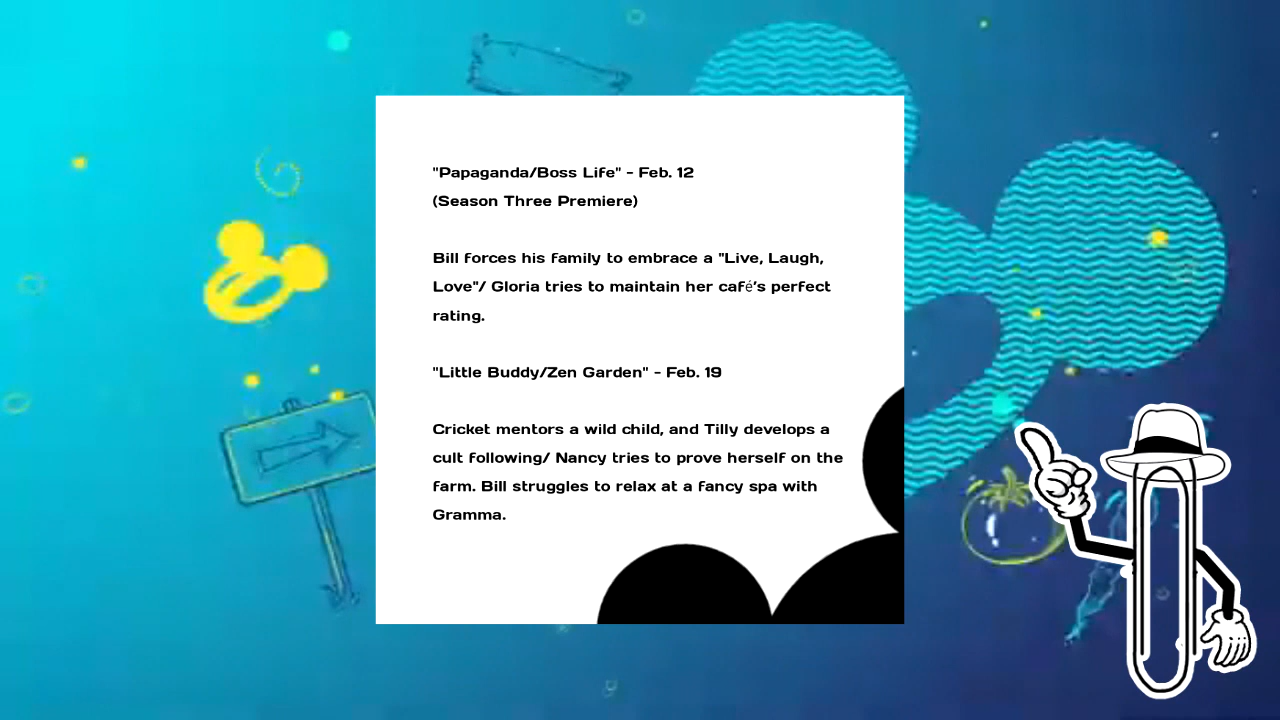 "Papaganda/Boss Life" - Feb. 12
(Season Three Premiere)
Bill forces his family to embrace a "Live, Laugh,
Love"/ Gloria tries to maintain her café's perfect
rating.
"Little Buddy/Zen Garden" - Feb. 19
Cricket mentors a wild child, and Tilly develops a
cult following/ Nancy tries to prove herself on the
farm. Bill struggles to relax at a fancy spa with
Gramma.